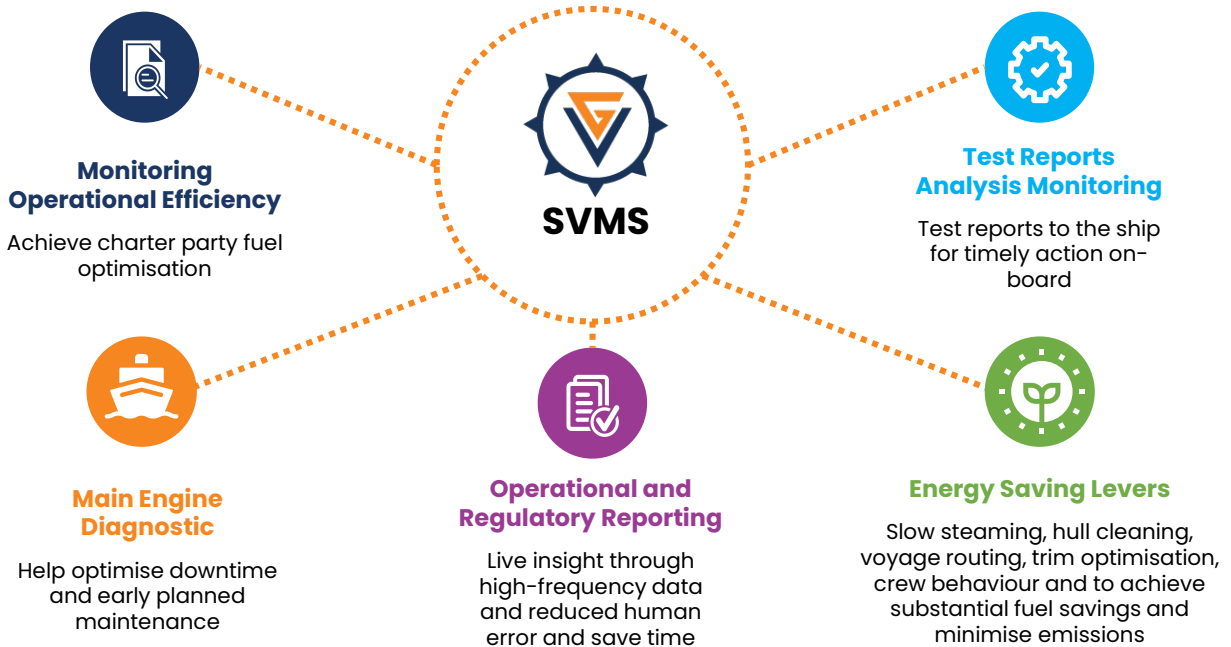 SVMS
Monitoring
Operational Efficiency
Achieve charter party fuel
optimisation
Test Reports
Analysis Monitoring
Test reports to the ship
for timely action on-
board
Main Engine
Diagnostic
Help optimise downtime
and early planned
maintenance
Operational and
Regulatory Reporting
Live insight through
high-frequency data
and reduced human
error and save time
Energy Saving Levers
Slow steaming, hull cleaning,
voyage routing, trim optimisation,
crew behaviour and to achieve
substantial fuel savings and
minimise emissions